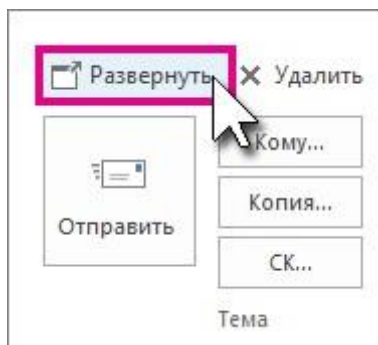 Развернуть Удалить
Кому...
Отправить
Копия...
СК...
Тема